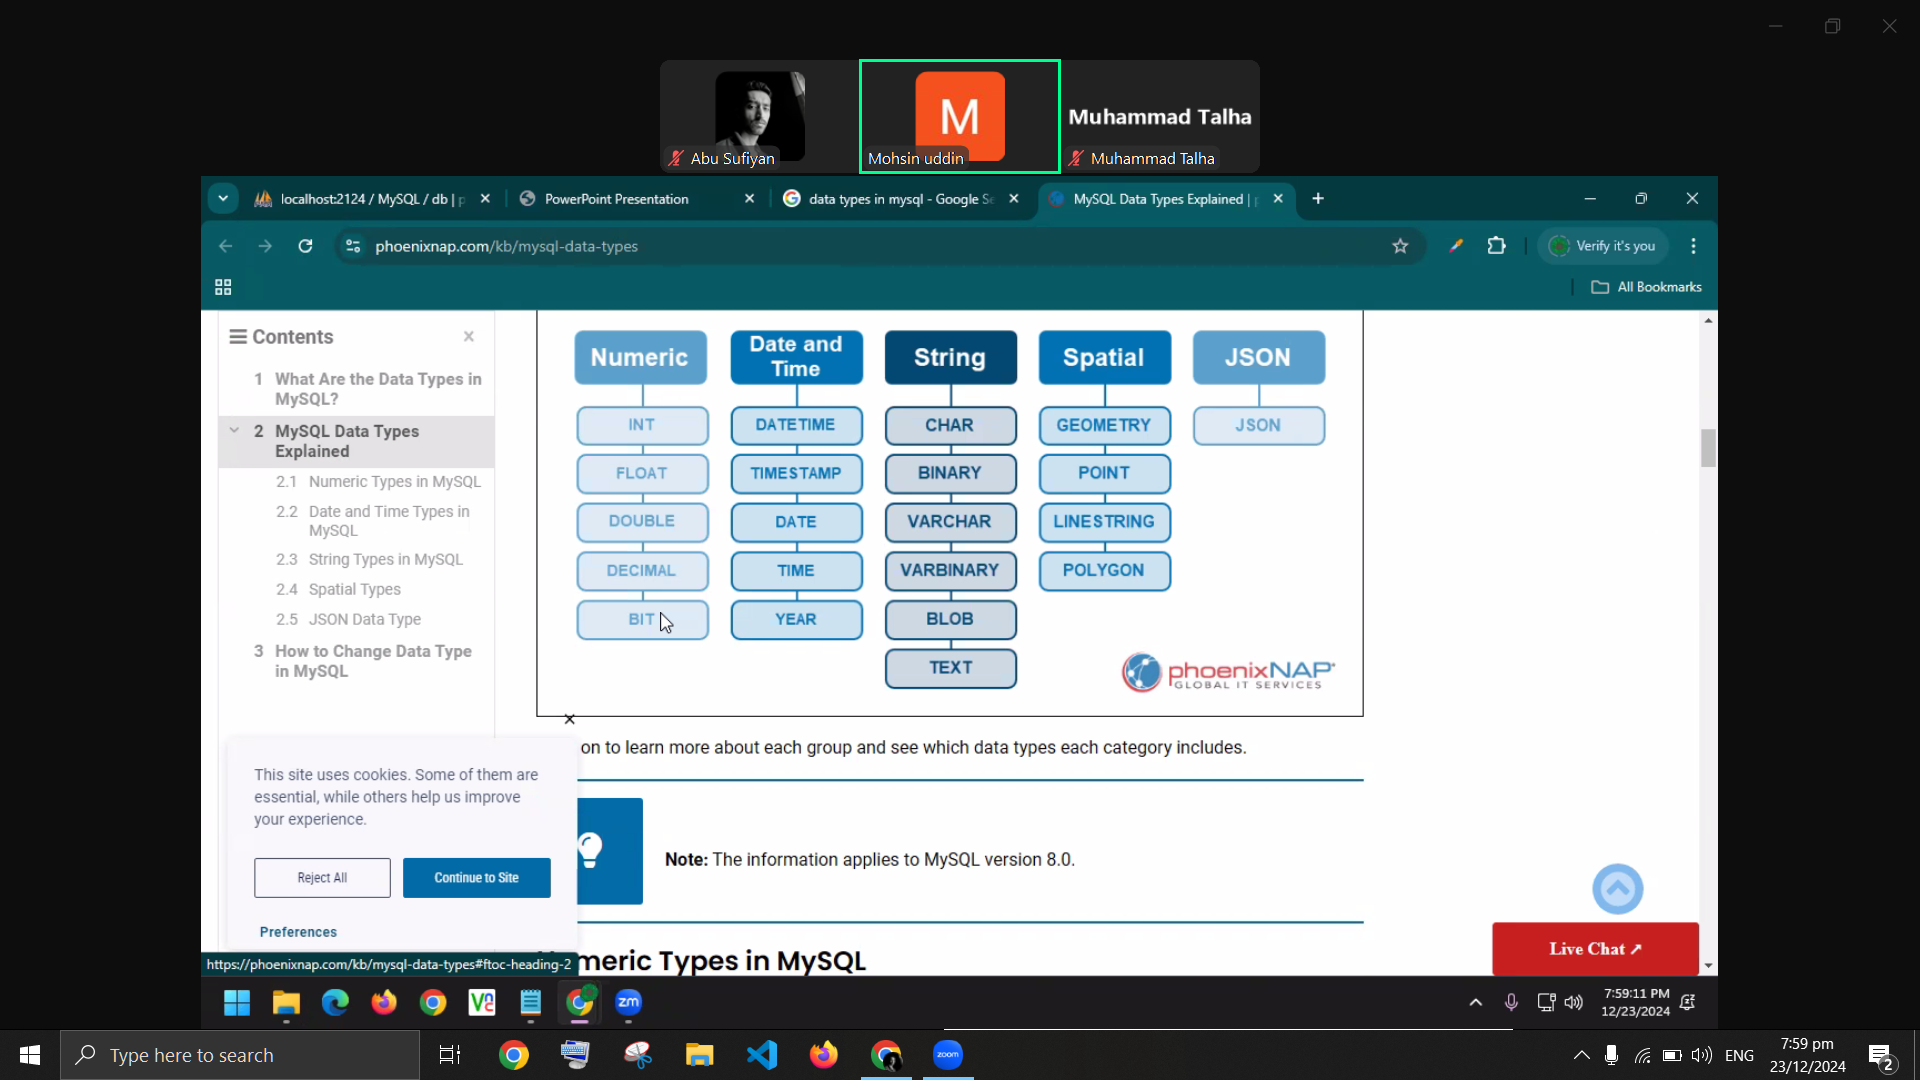 Muhammad Talha
M
Abu Sufiyan
Mohsin uddin
Muhammad Talha
localhost:2124 / MySQL / db | p
PowerPoint Presentation
data types in mysql - Google Se
MySQL Data Types Explained | p
phoenixnap.com/kb/mysql-data-types
Verify it's you
All Bookmarks
Contents
1 What Are the Data Types in
MySQL?
2 MySQL Data Types
Explained
2.1 Numeric Types in MySQL
2.2 Date and Time Types in
MySQL
2.3 String Types in MySQL
2.4 Spatial Types
2.5 JSON Data Type
3 How to Change Data Type
in MySQL
Numeric
INT
FLOAT
DOUBLE
DECIMAL
BIT
Date and
Time
DATETIME
TIMESTAMP
DATE
TIME
YEAR
String
CHAR
BINARY
VARCHAR
VARBINARY
BLOB
TEXT
Spatial
GEOMETRY
POINT
LINESTRING
POLYGON
JSON
JSON
phoenixNAP
GLOBAL IT SERVICES
on to learn more about each group and see which data types each category includes.
This site uses cookies. Some of them are
essential, while others help us improve
your experience.
Reject All
Continue to Site
Preferences
Note: The information applies to MySQL version 8.0.
meric Types in MySQL
Live Chat
https://phoenixnap.com/kb/mysql-data-types#ftoc-heading-2
zm
7:59:11 PM
12/23/2024
Type here to search
zoom
ENG
7:59 pm
23/12/2024
2